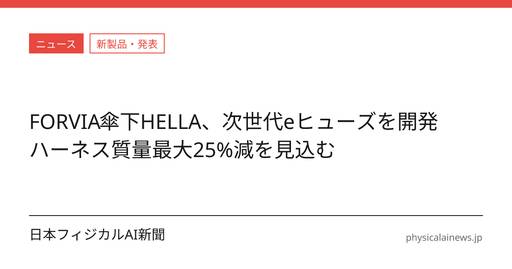 ニュース
新製品・発表
FORVIA傘下HELLA、次世代eヒューズを開発
ハーネス質量最大25%減を見込む
日本フィジカルAI新聞
physicalainews.jp